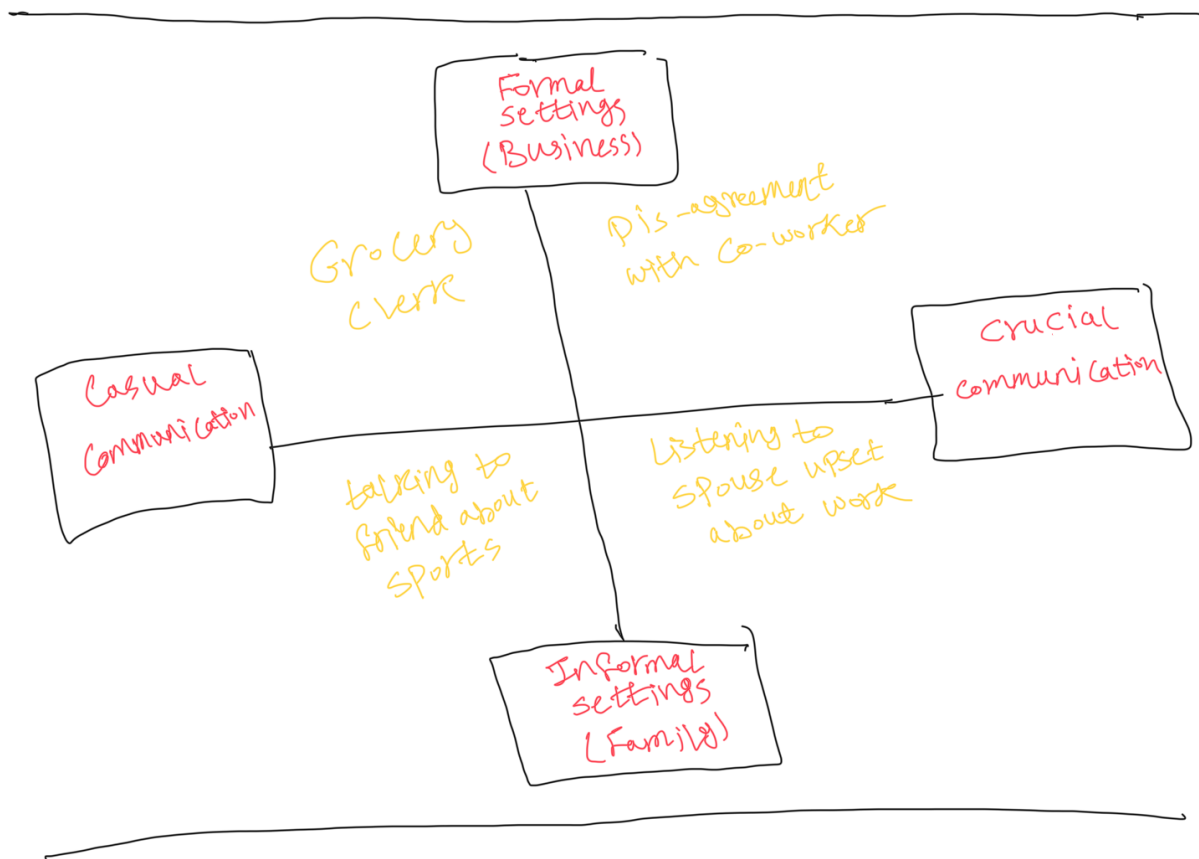 Formal
settings
(Business)
Grocery
clerk
Dis-agreement
with Co-worker
Casual
Communication
Crucial
Communication
talking to
friend about
sports
Listening to
spouse upset
about work
Informal
settings
(Family)